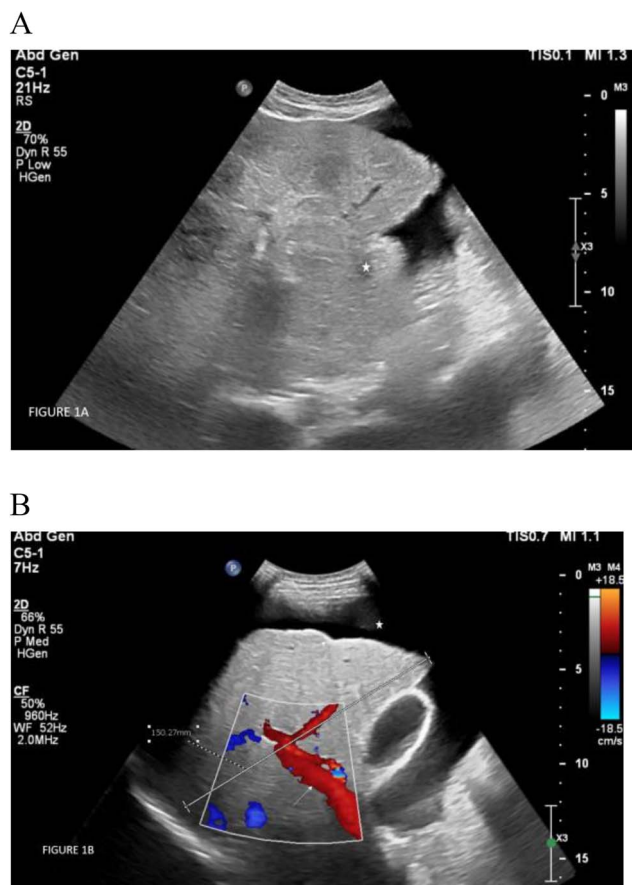 A
Abd Gen
TIS0.1 MI 1.3
C5-1
21Hz
RS
P
0
M3
2D
70%
Dyn R 55
P Low
HGen
5
X3
10
15
FIGURE 1A
B
Abd Gen
TIS0.7 MI 1.1
C5-1
7Hz
P
0
M3 M4
+18.5
2D
66%
Dyn R 55
P Med
HGen
5
CF
50%
960Hz
WF 52Hz
2.0MHz
150.27mm
-18.5
cm/s
10
X3
15
FIGURE 1B